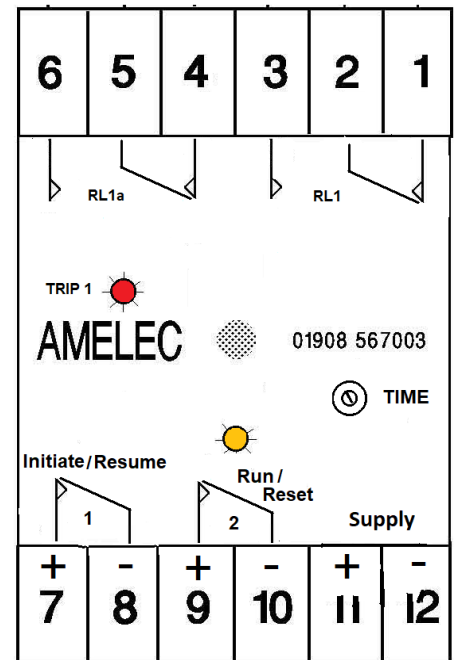 6 5 4 3 2 1
RL1a RL1
TRIP 1
AMELEC 01908 567003
TIME
Initiate/Resume
Run/
Reset
1 2 Supply
+ - + - + -
7 8 9 10 11 12